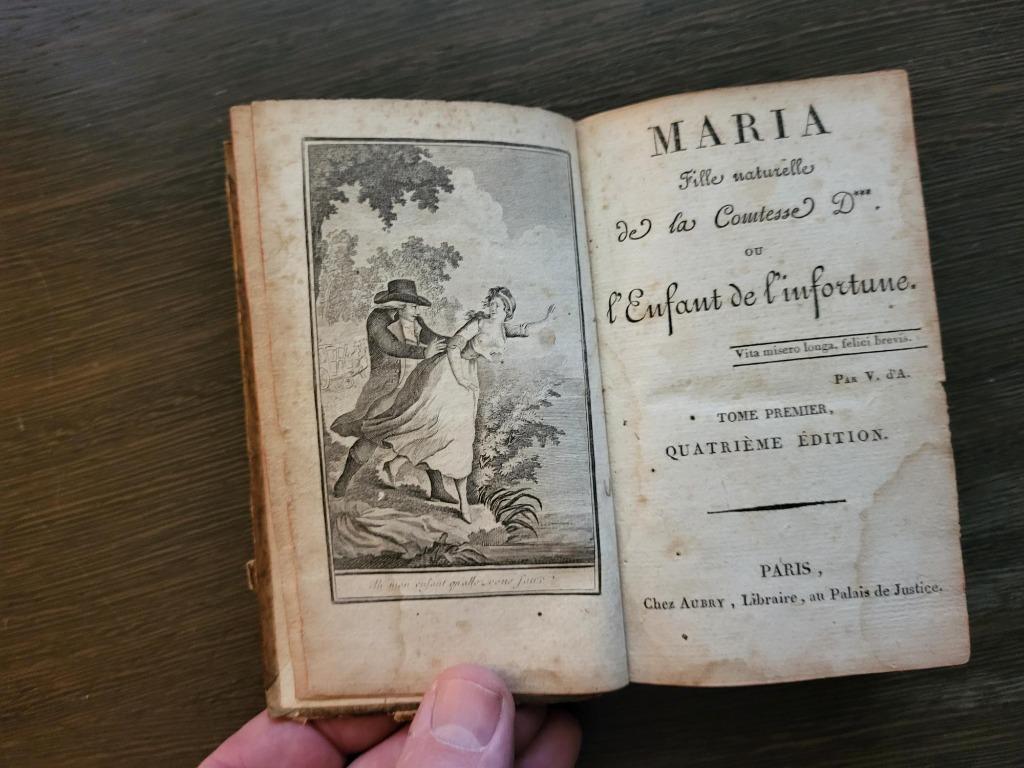 Ah mon enfant qu'allez vous faire !
MARIA
Fille naturelle
de la Comtesse D***.
OU
l'Enfant de l'infortune.
Vita misero longa, felici brevis.
PAR V. d'A.
TOME PREMIER,
QUATRIÈME ÉDITION.
PARIS,
Chez AUBRY, Libraire, au Palais de Justice.